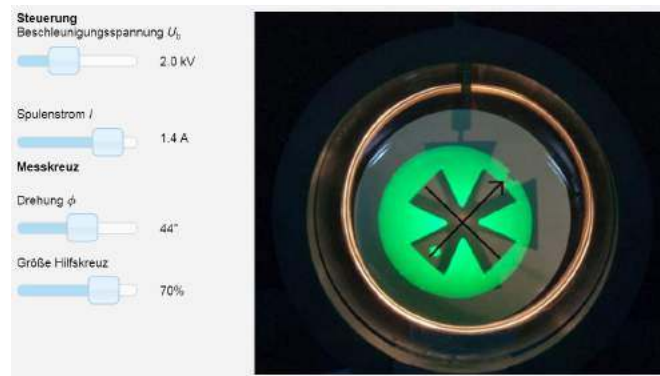 Steuerung
Beschleunigungsspannung U_b
2.0 kV
Spulenstrom I
1.4 A
Messkreuz
Drehung ϕ
44°
Größe Hilfskreuz
70%